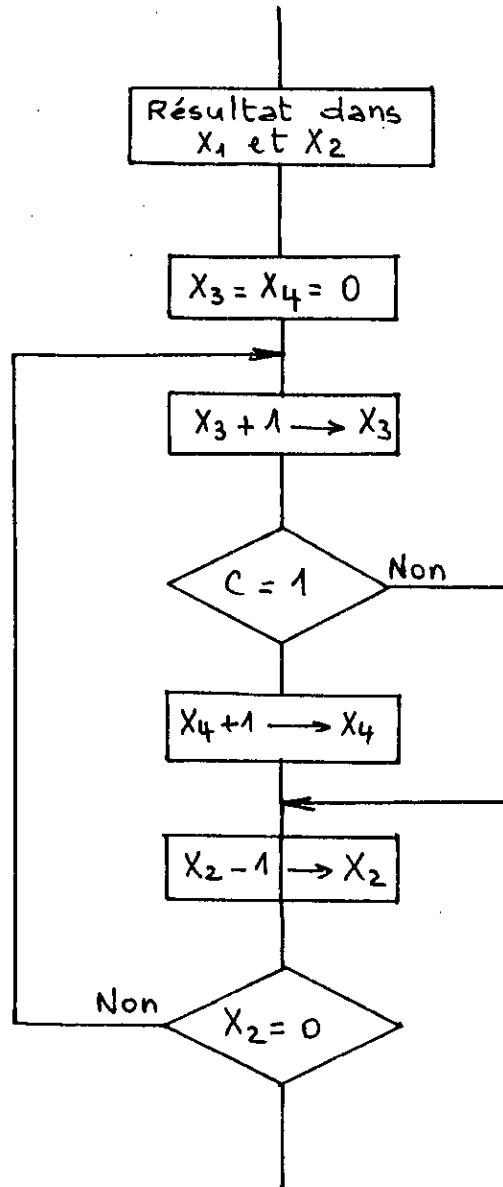 Résultat dans
X₁ et X₂
X₃ = X₄ = 0
X₃ + 1 → X₃
C = 1
Non
X₄ + 1 → X₄
X₂ - 1 → X₂
Non
X₂ = 0